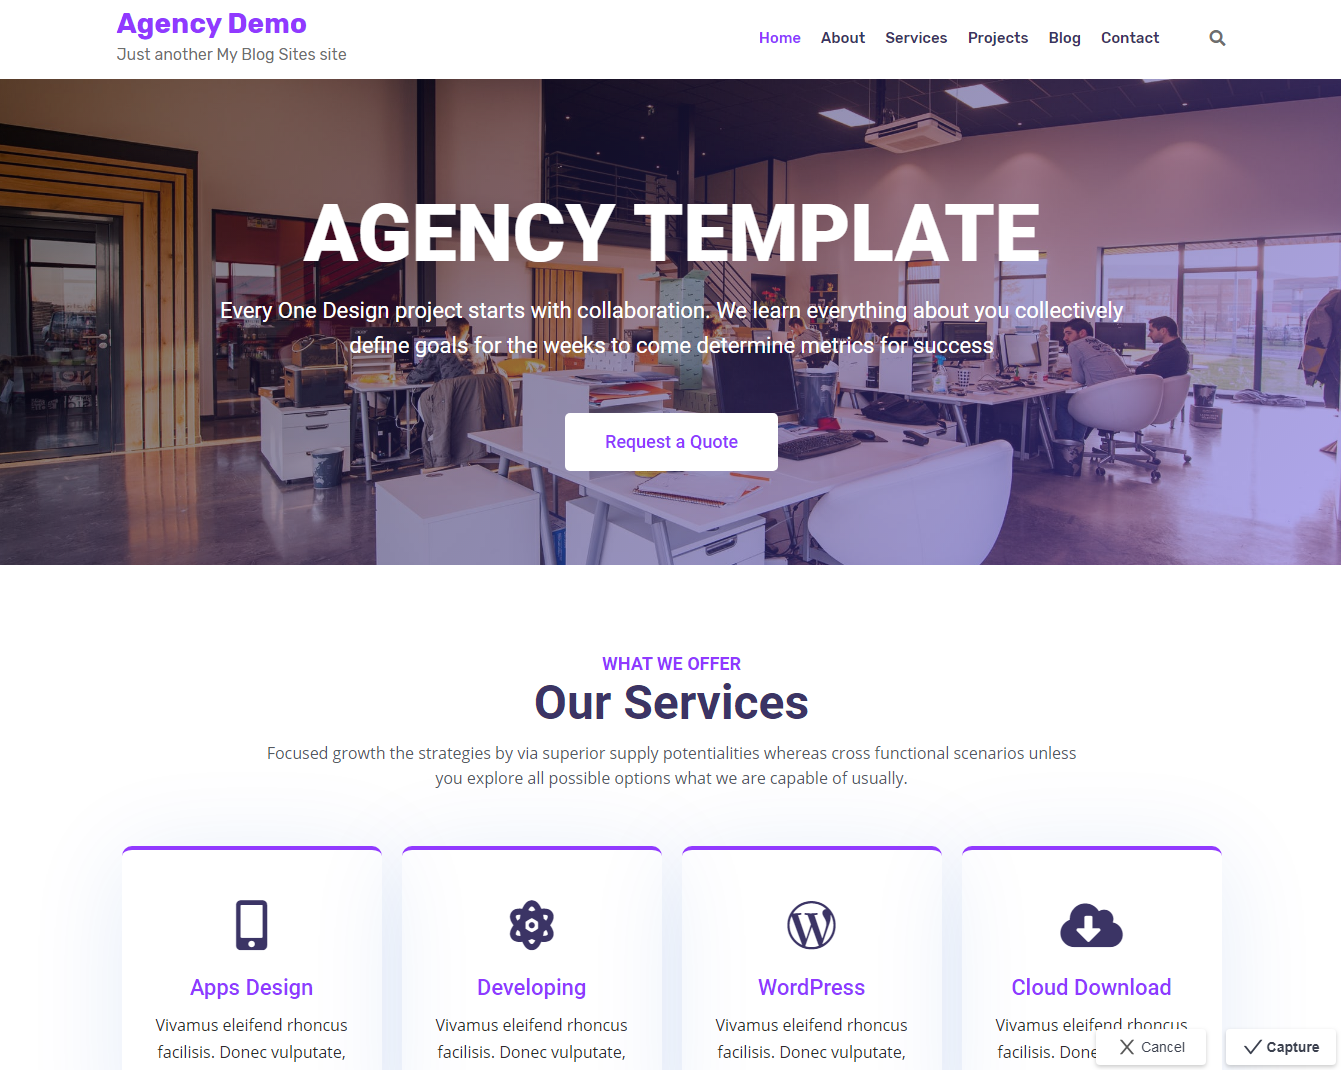 Agency Demo
Just another My Blog Sites site
Home About Services Projects Blog Contact
AGENCY TEMPLATE
Every One Design project starts with collaboration. We learn everything about you collectively
define goals for the weeks to come determine metrics for success
Request a Quote
WHAT WE OFFER
Our Services
Focused growth the strategies by via superior supply potentialities whereas cross functional scenarios unless
you explore all possible options what we are capable of usually.
Apps Design
Vivamus eleifend rhoncus
facilisis. Donec vulputate,
Developing
Vivamus eleifend rhoncus
facilisis. Donec vulputate,
WordPress
Vivamus eleifend rhoncus
facilisis. Donec vulputate,
Cloud Download
Vivamus eleifend rhoncus
facilisis. Done
Cancel
Capture